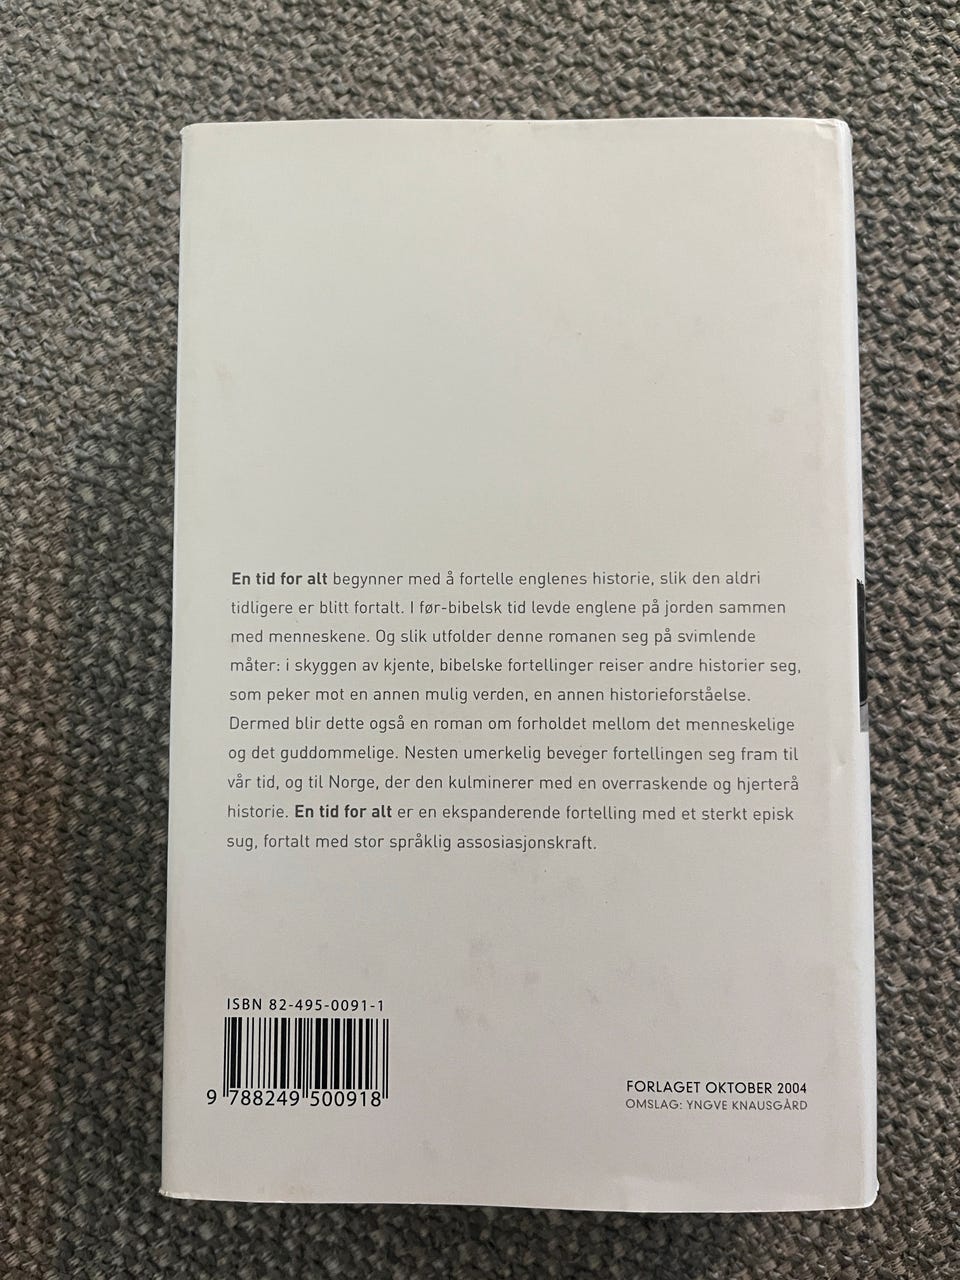 En tid for alt begynner med å fortelle englenes historie, slik den aldri
tidligere er blitt fortalt. I før-bibelsk tid levde englene på jorden sammen
med menneskene. Og slik utfolder denne romanen seg på svimlende
måter: i skyggen av kjente, bibelske fortellinger reiser andre historier seg,
som peker mot en annen mulig verden, en annen historieforståelse.
Dermed blir dette også en roman om forholdet mellom det menneskelige
og det guddommelige. Nesten umerkelig beveger fortellingen seg fram til
vår tid, og til Norge, der den kulminerer med en overraskende og hjerterå
historie. En tid for alt er en ekspanderende fortelling med et sterkt episk
sug, fortalt med stor språklig assosiasjonskraft.
ISBN 82-495-0091-1
9 788249 500918
FORLAGET OKTOBER 2004
OMSLAG: YNGVE KNAUSGÅRD